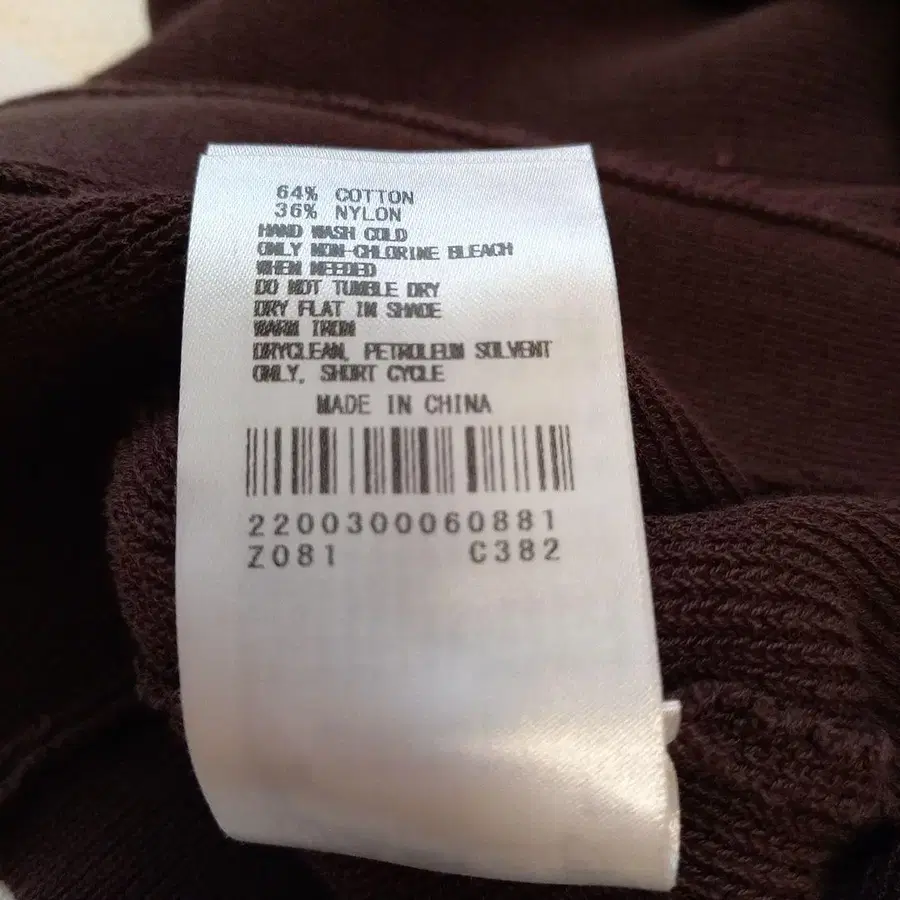 64% COTTON
36% NYLON
HAND WASH COLD
ONLY NON-CHLORINE BLEACH
WHEN NEEDED
DO NOT TUMBLE DRY
DRY FLAT IN SHADE
WARM IRON
DRYCLEAN, PETROLEUM SOLVENT
ONLY, SHORT CYCLE
MADE IN CHINA
2200300060881
Z081 C382